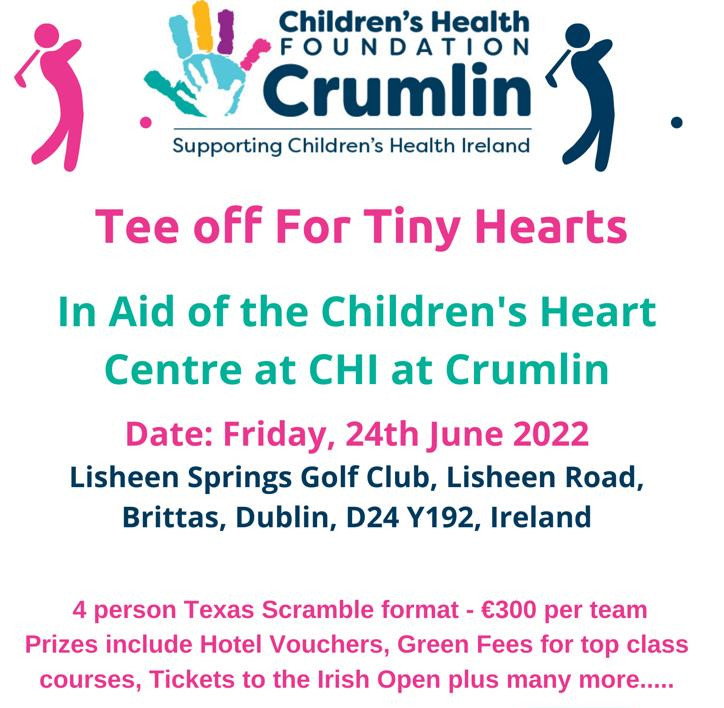 Children's Health
FOUNDATION
Crumlin
Supporting Children's Health Ireland
Tee off For Tiny Hearts
In Aid of the Children's Heart
Centre at CHI at Crumlin
Date: Friday, 24th June 2022
Lisheen Springs Golf Club, Lisheen Road,
Brittas, Dublin, D24 Y192, Ireland
4 person Texas Scramble format - €300 per team
Prizes include Hotel Vouchers, Green Fees for top class
courses, Tickets to the Irish Open plus many more.....